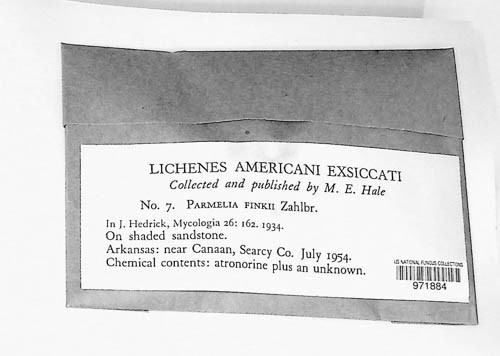 LICHENES AMERICANI EXSICCATI
Collected and published by M. E. Hale
No. 7. PARMELIA FINKII Zahlbr.
In J. Hedrick, Mycologia 26: 162. 1934.
On shaded sandstone.
Arkansas: near Canaan, Searcy Co. July 1954.
Chemical contents: atronorine plus an unknown.
US NATIONAL FUNGUS COLLECTIONS
971884